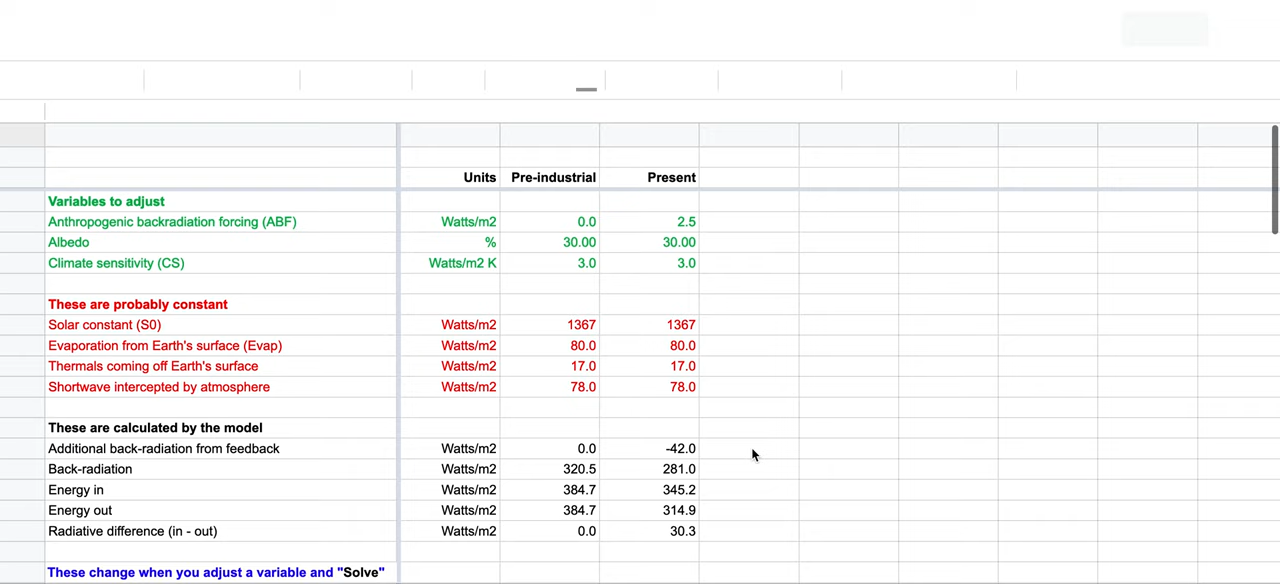 Units Pre-industrial Present
Variables to adjust
Anthropogenic backradiation forcing (ABF) Watts/m2 0.0 2.5
Albedo % 30.00 30.00
Climate sensitivity (CS) Watts/m2 K 3.0 3.0
These are probably constant
Solar constant (S0) Watts/m2 1367 1367
Evaporation from Earth's surface (Evap) Watts/m2 80.0 80.0
Thermals coming off Earth's surface Watts/m2 17.0 17.0
Shortwave intercepted by atmosphere Watts/m2 78.0 78.0
These are calculated by the model
Additional back-radiation from feedback Watts/m2 0.0 -42.0
Back-radiation Watts/m2 320.5 281.0
Energy in Watts/m2 384.7 345.2
Energy out Watts/m2 384.7 314.9
Radiative difference (in - out) Watts/m2 0.0 30.3
These change when you adjust a variable and "Solve"